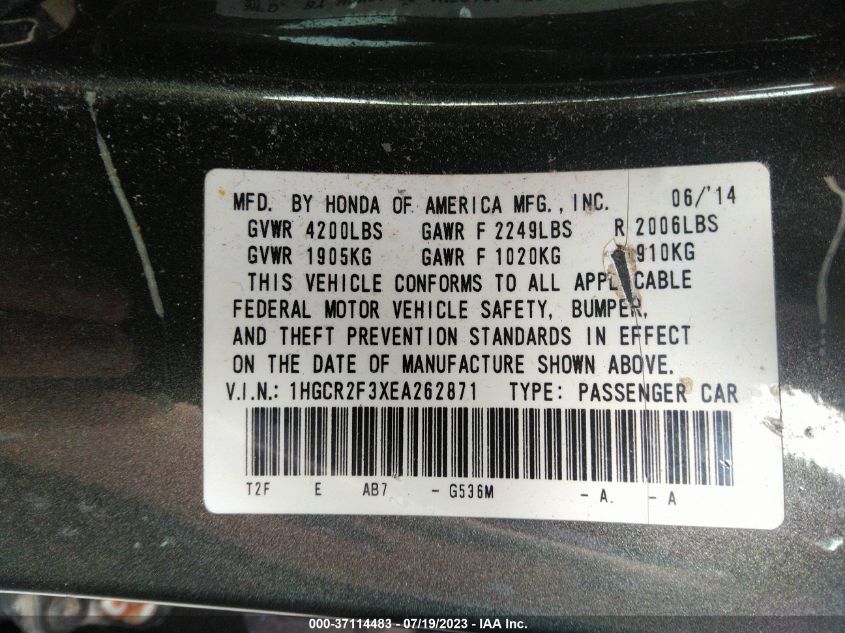 MFD. BY HONDA OF AMERICA MFG., INC. 06/'14
GVWR 4200LBS GAWR F 2249LBS R 2006LBS
GVWR 1905KG GAWR F 1020KG 910KG
THIS VEHICLE CONFORMS TO ALL APPLICABLE
FEDERAL MOTOR VEHICLE SAFETY, BUMPER,
AND THEFT PREVENTION STANDARDS IN EFFECT
ON THE DATE OF MANUFACTURE SHOWN ABOVE.
V.I.N.: 1HGCR2F3XEA262871 TYPE: PASSENGER CAR
T2F E AB7 - G536M - A. - A
000-37114483 - 07/19/2023 - IAA Inc.